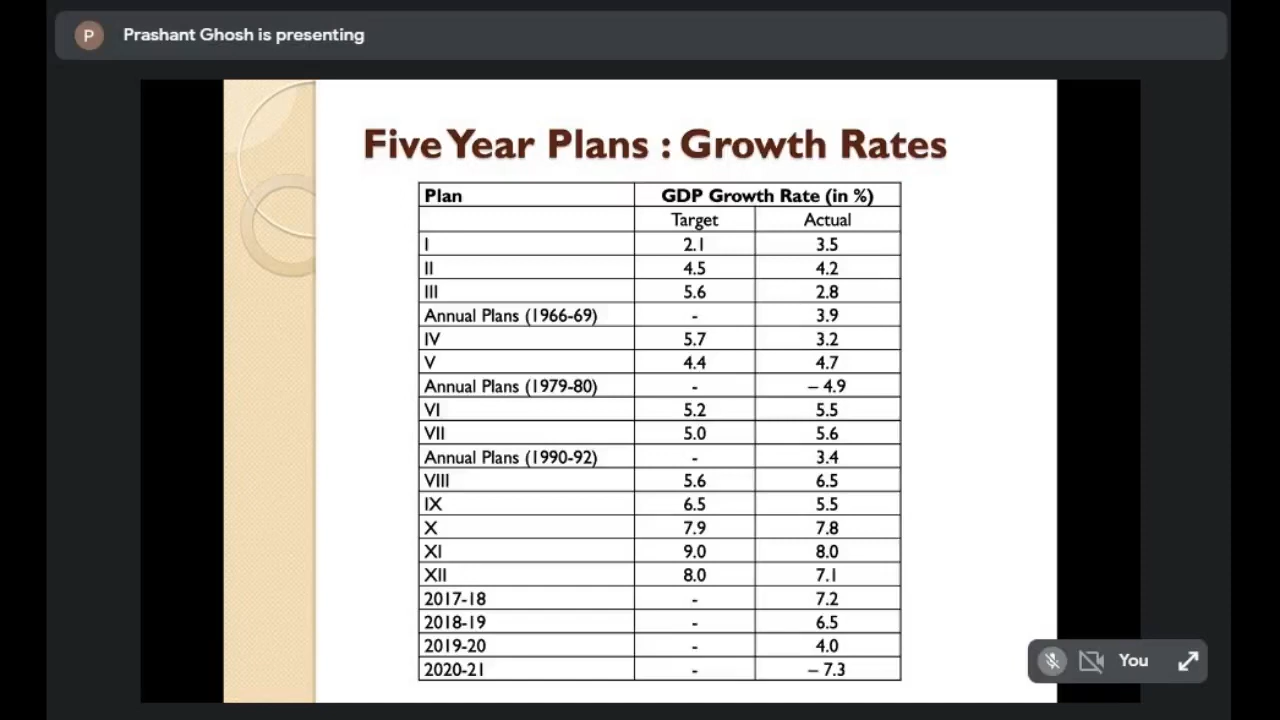 P Prashant Ghosh is presenting
Five Year Plans : Growth Rates
Plan GDP Growth Rate (in %)
Target Actual
I 2.1 3.5
II 4.5 4.2
III 5.6 2.8
Annual Plans (1966-69) - 3.9
IV 5.7 3.2
V 4.4 4.7
Annual Plans (1979-80) - – 4.9
VI 5.2 5.5
VII 5.0 5.6
Annual Plans (1990-92) - 3.4
VIII 5.6 6.5
IX 6.5 5.5
X 7.9 7.8
XI 9.0 8.0
XII 8.0 7.1
2017-18 - 7.2
2018-19 - 6.5
2019-20 - 4.0
2020-21 - – 7.3
You